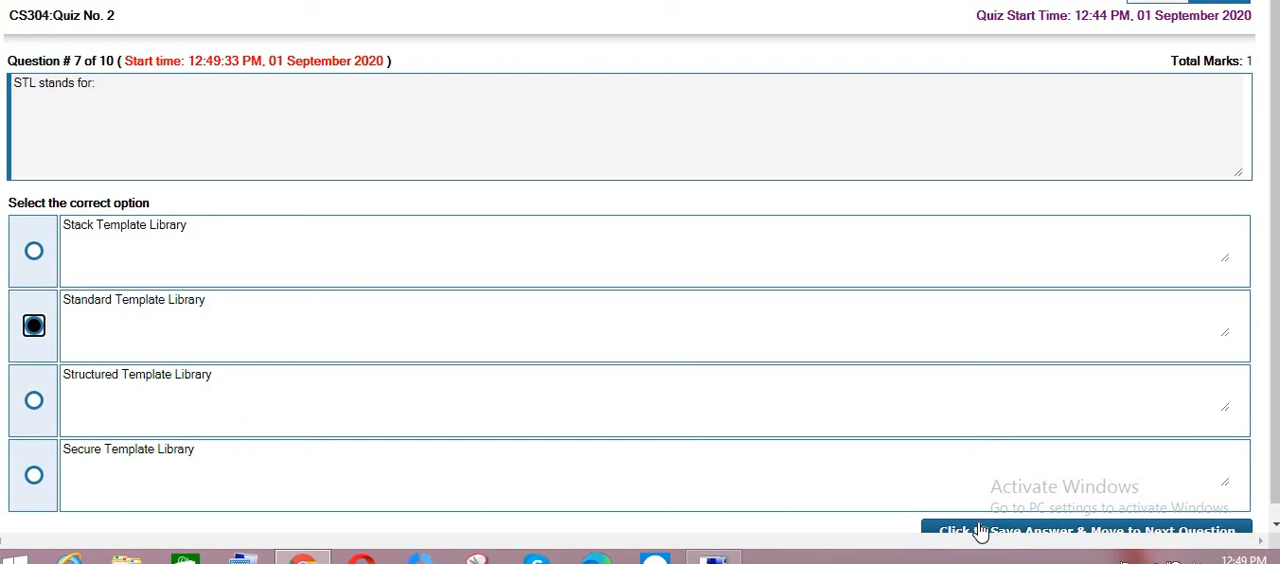 CS304:Quiz No. 2
Quiz Start Time: 12:44 PM, 01 September 2020
Question # 7 of 10 ( Start time: 12:49:33 PM, 01 September 2020 )
Total Marks: 1
STL stands for:
Select the correct option
Stack Template Library
Standard Template Library
Structured Template Library
Secure Template Library
Activate Windows
Go to PC settings to activate Windows.
Click to Save Answer & Move to Next Question
12:49 PM